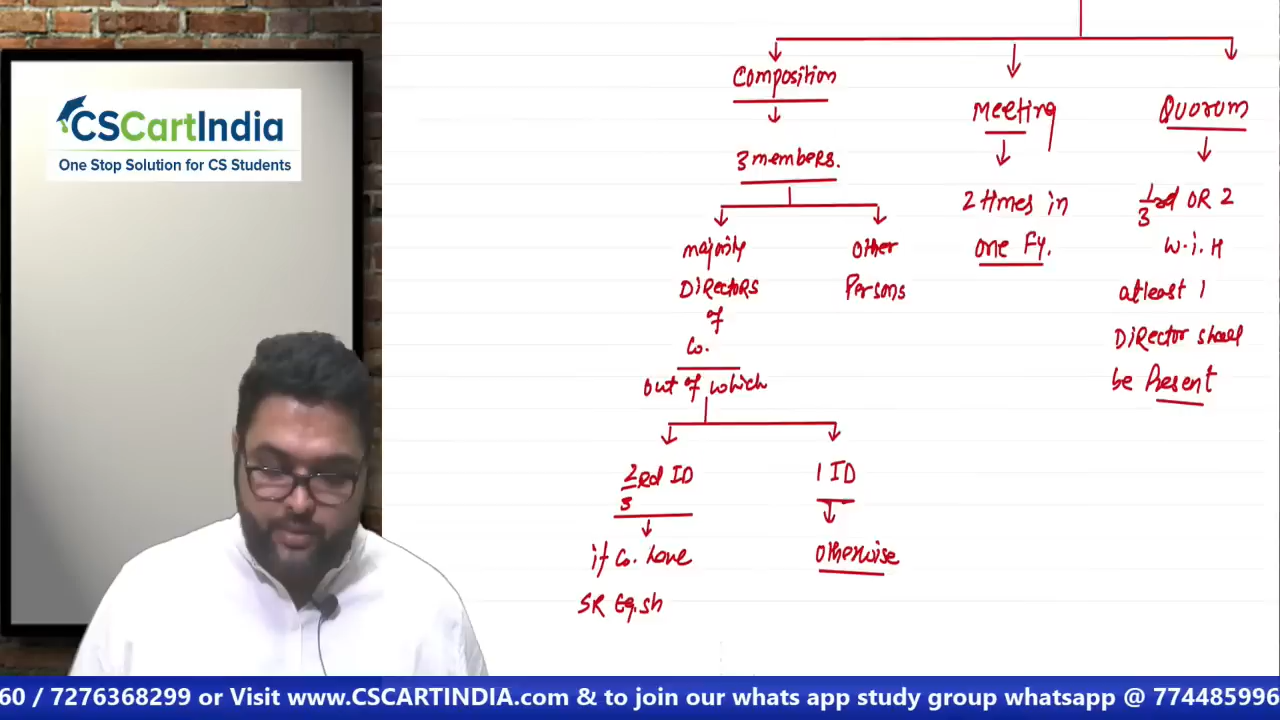 CSCartIndia
One Stop Solution for CS Students
Composition
3 members.
majority
Directors
of
Co.
out of which
2/3 Rd ID
if Co. have
SR Eq.sh
1 ID
otherwise
other
Persons
Meeting
2 times in
one Fy.
Quorum
1/3rd OR 2
w.i.H
atleast 1
Director shall
be Present
60 / 7276368299 or Visit www.CSCARTINDIA.com & to join our whats app study group whatsapp @ 774485996